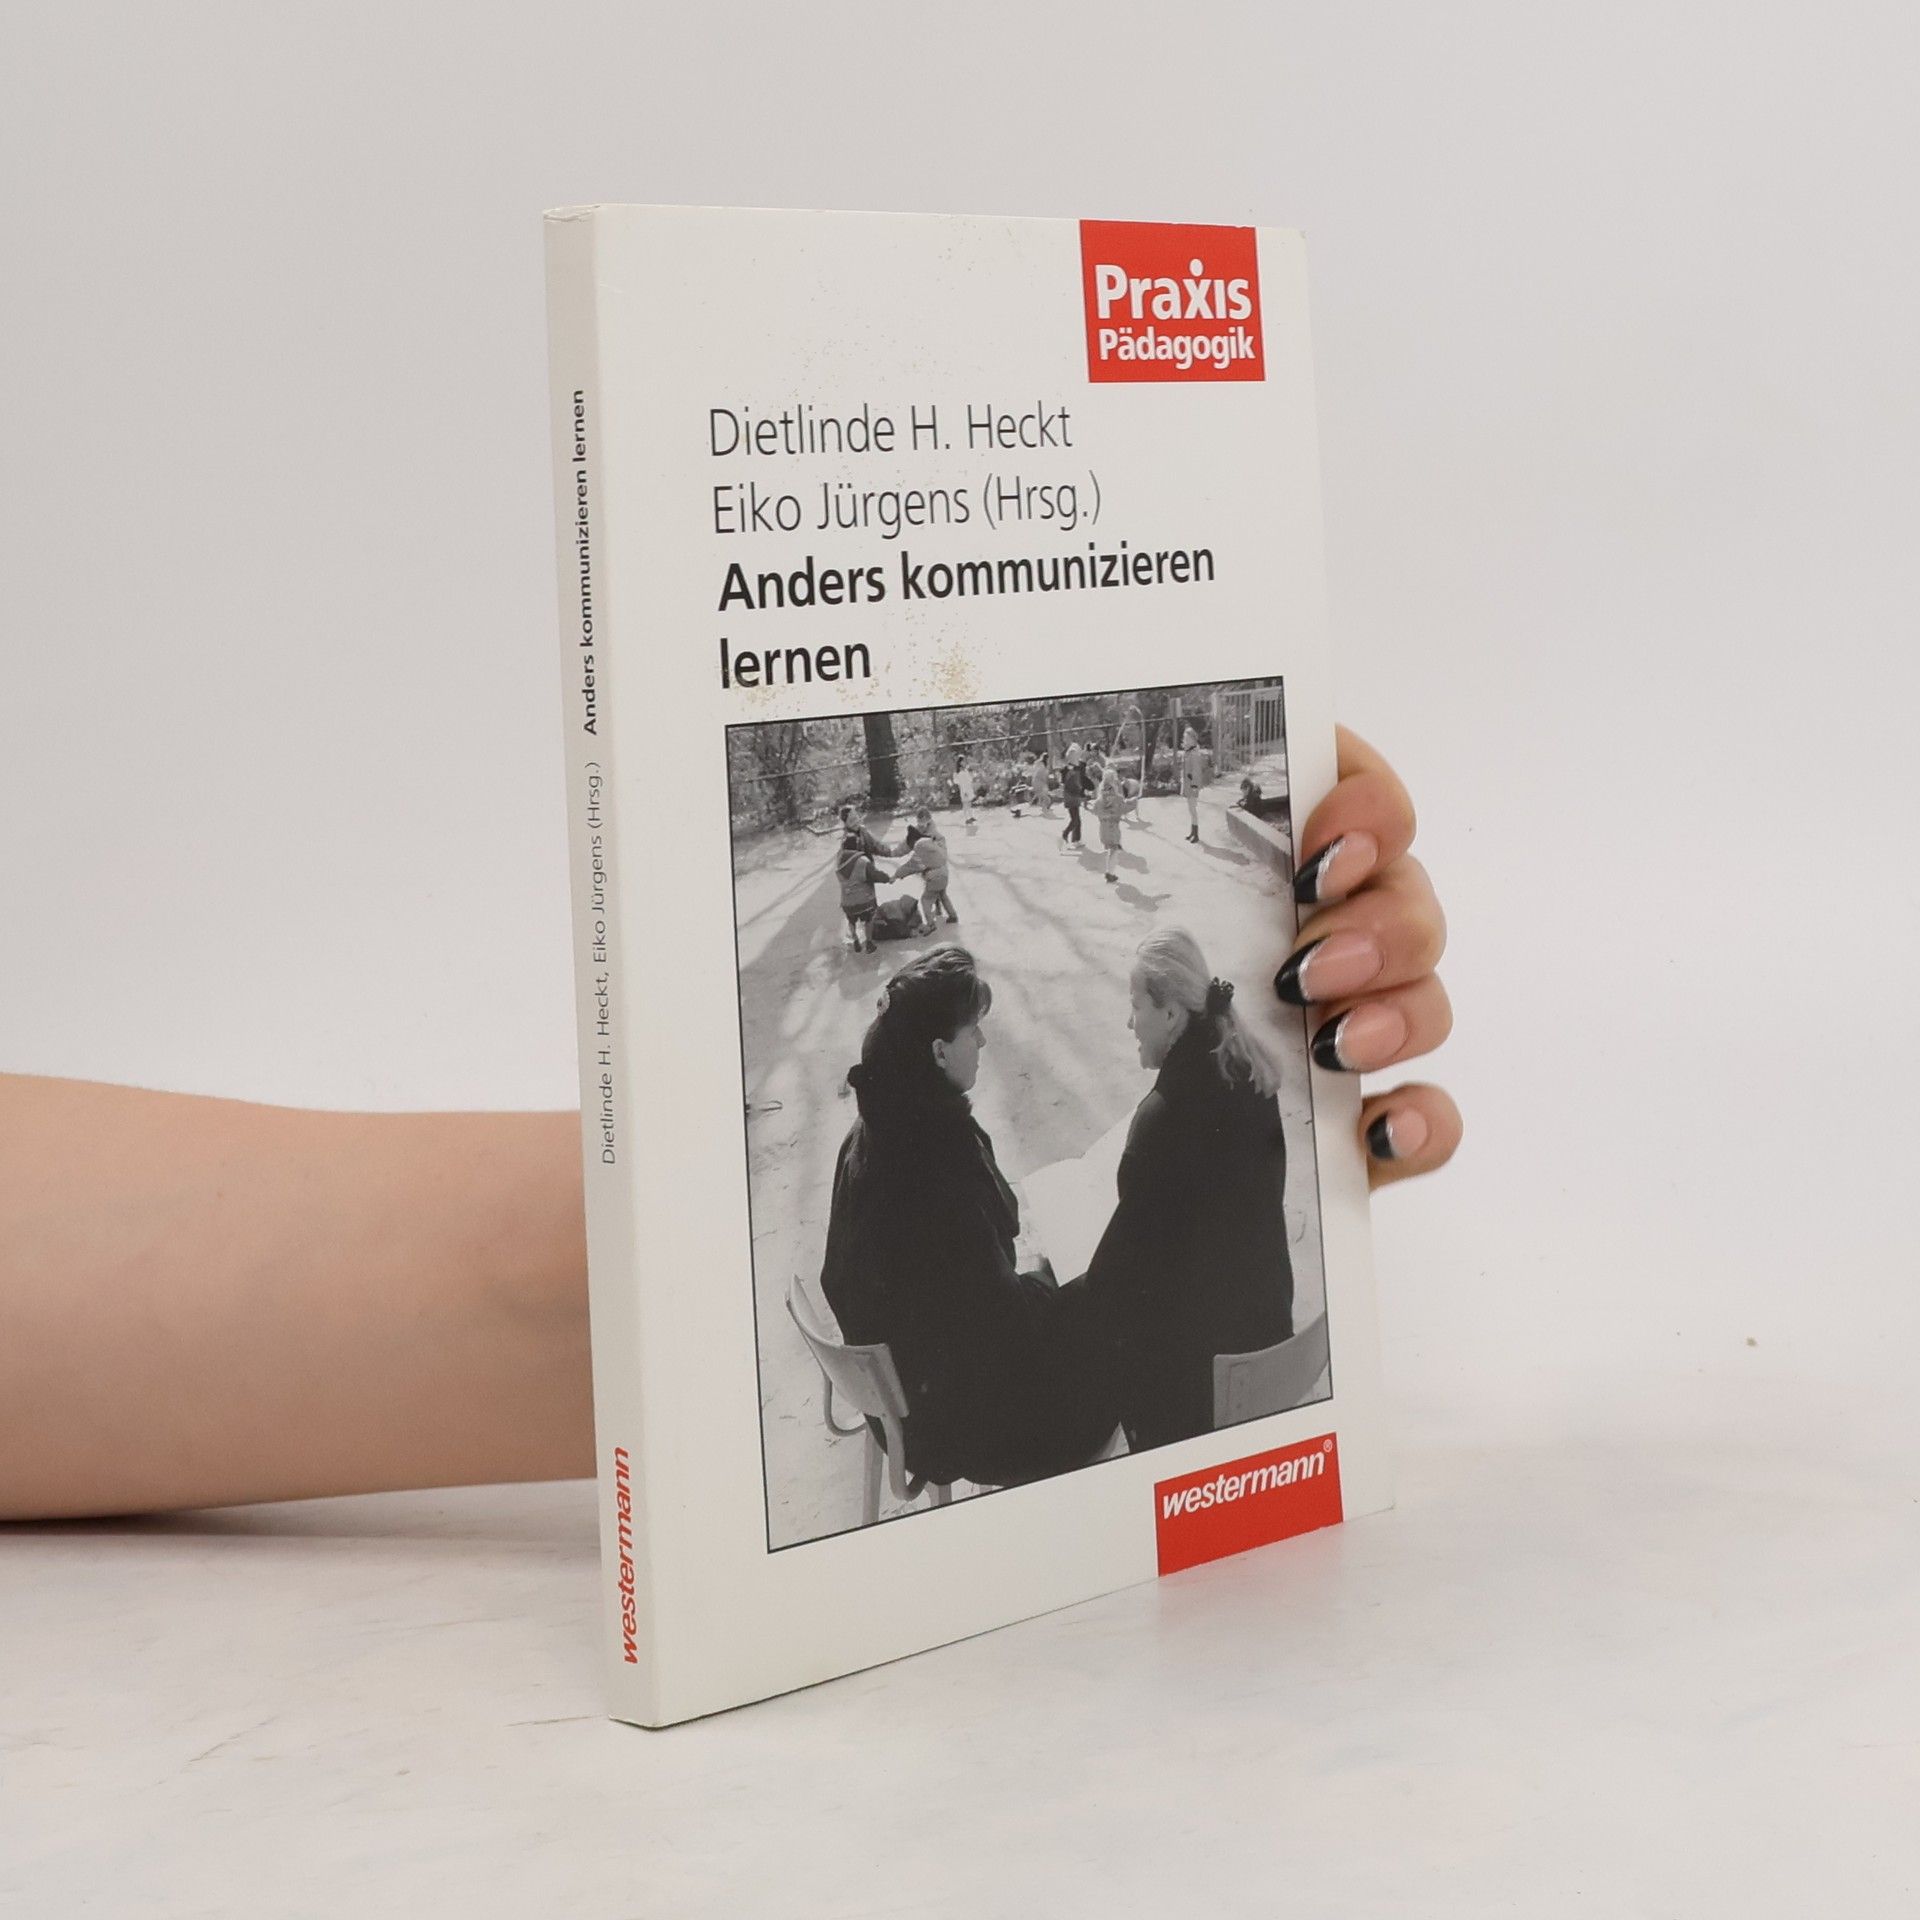 Praxis
Pädagogik
Dietlinde H. Heckt
Eiko Jürgens (Hrsg.)
Anders kommunizieren
lernen
westermann®
Dietlinde H. Heckt, Eiko Jürgens (Hrsg.) Anders kommunizieren lernen
westermann